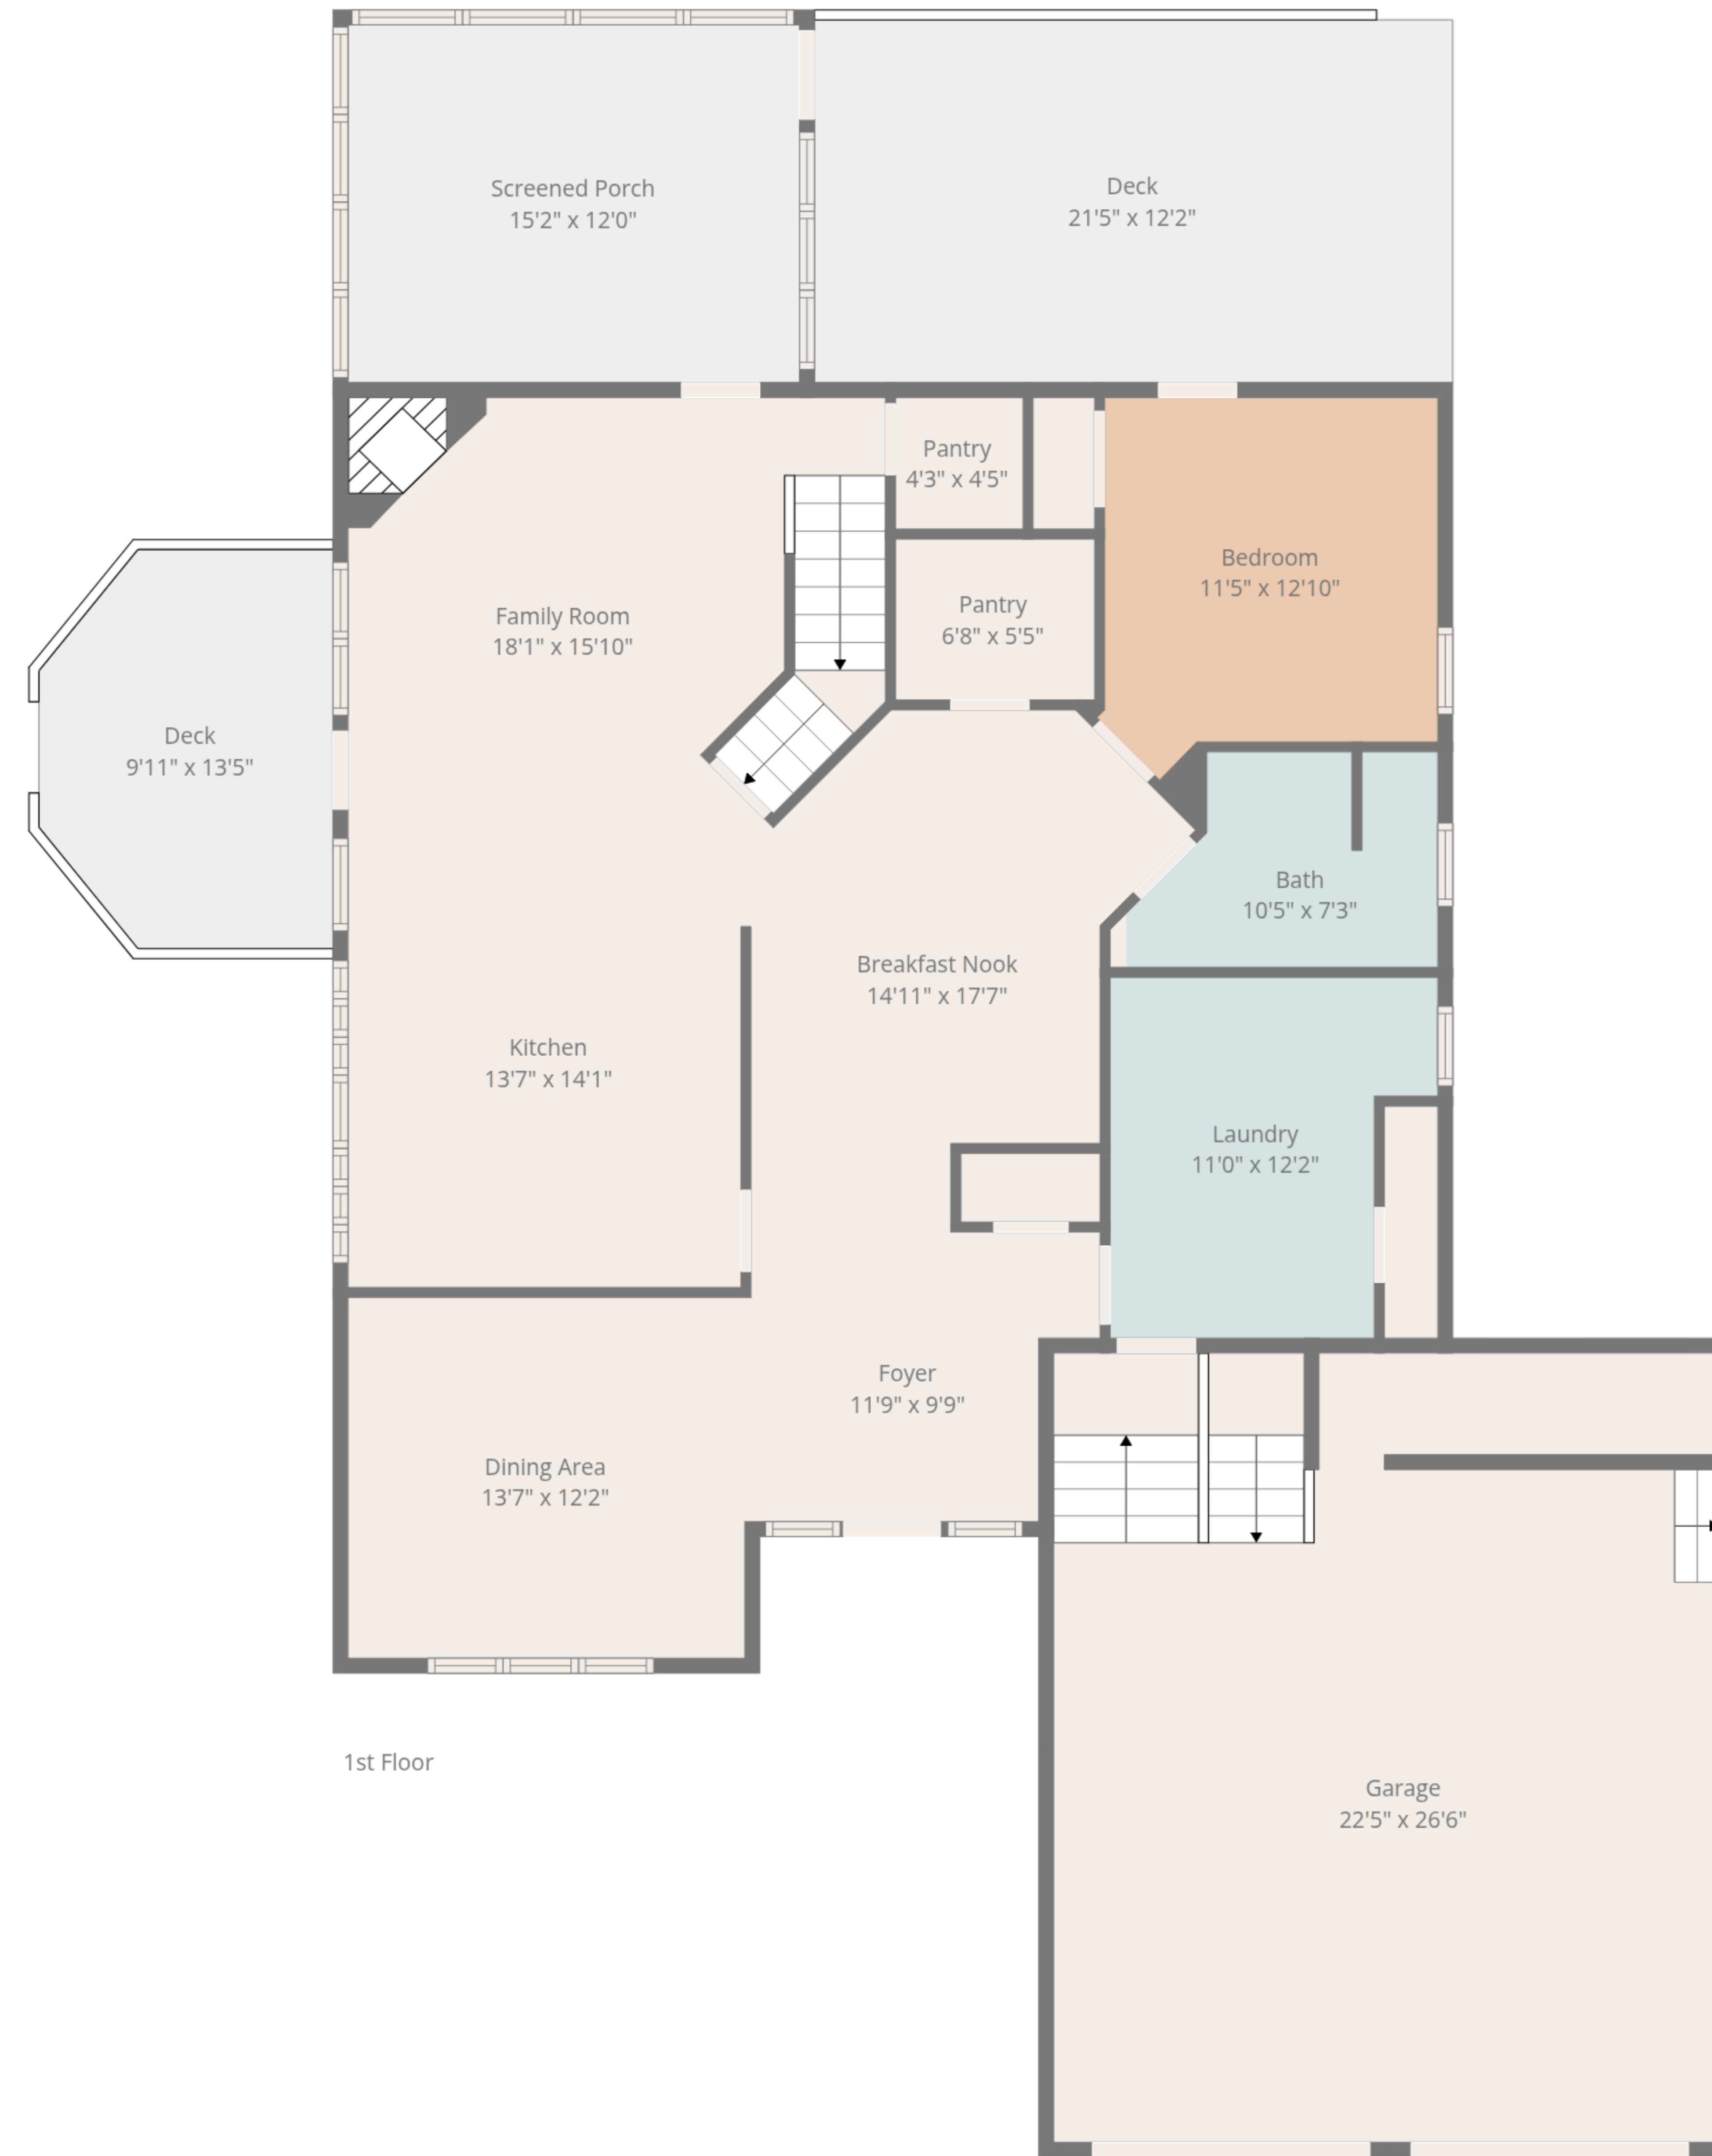 Screened Porch
15'2" x 12'0"
Deck
21'5" x 12'2"
Pantry
4'3" x 4'5"
Bedroom
11'5" x 12'10"
Pantry
6'8" x 5'5"
Family Room
18'1" x 15'10"
Deck
9'11" x 13'5"
Bath
10'5" x 7'3"
Breakfast Nook
14'11" x 17'7"
Kitchen
13'7" x 14'1"
Laundry
11'0" x 12'2"
Foyer
11'9" x 9'9"
Dining Area
13'7" x 12'2"
1st Floor
Garage
22'5" x 26'6"